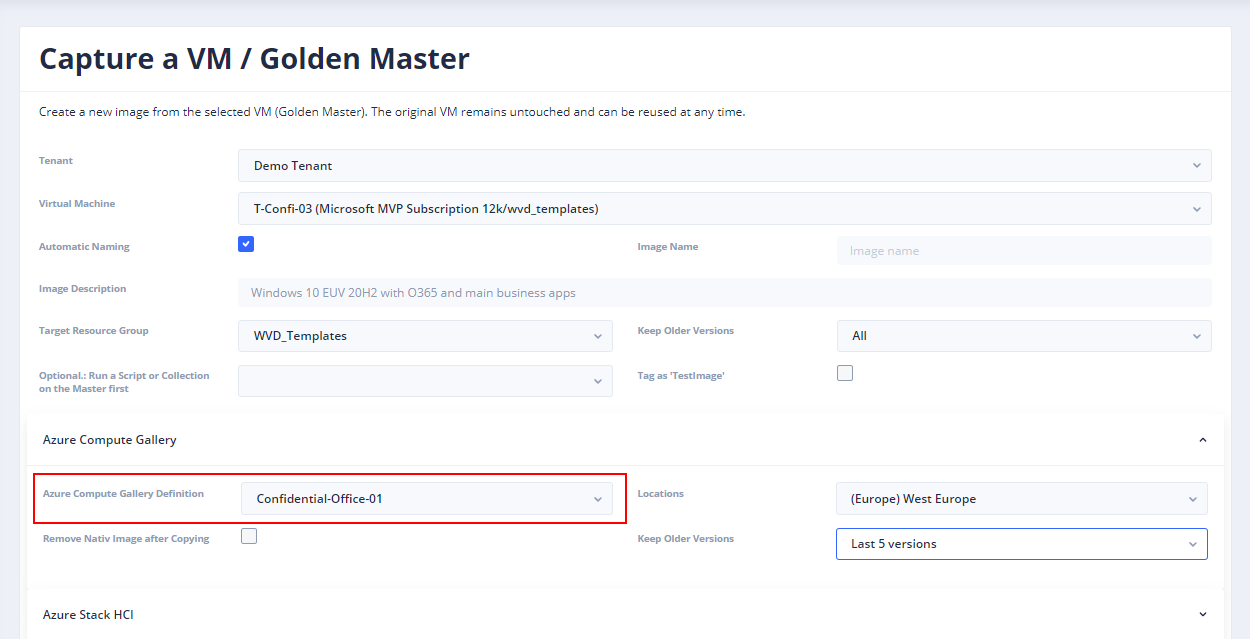 Capture a VM / Golden Master
Create a new image from the selected VM (Golden Master). The original VM remains untouched and can be reused at any time.
Tenant
Demo Tenant
Virtual Machine
T-Confi-03 (Microsoft MVP Subscription 12k/wvd_templates)
Automatic Naming
Image Name
Image name
Image Description
Windows 10 EUV 20H2 with O365 and main business apps
Target Resource Group
WVD_Templates
Keep Older Versions
All
Optional.: Run a Script or Collection
on the Master first
Tag as 'TestImage'
Azure Compute Gallery
Azure Compute Gallery Definition
Confidential-Office-01
Locations
(Europe) West Europe
Remove Nativ Image after Copying
Keep Older Versions
Last 5 versions
Azure Stack HCI